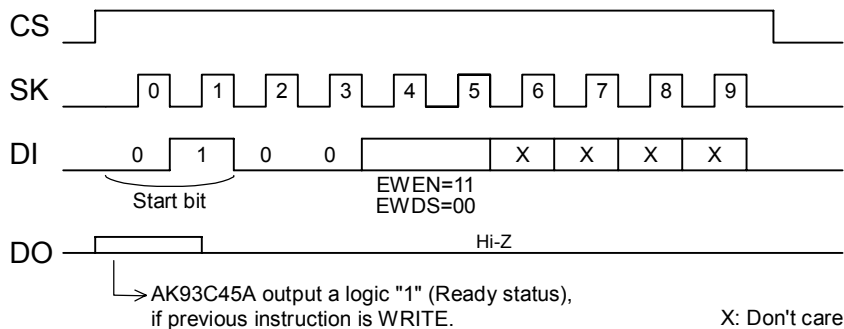 CS
SK 0 1 2 3 4 5 6 7 8 9
DI 0 1 0 0 X X X X
Start bit
EWEN=11
EWDS=00
DO Hi-Z
AK93C45A output a logic "1" (Ready status),
if previous instruction is WRITE.
X: Don't care